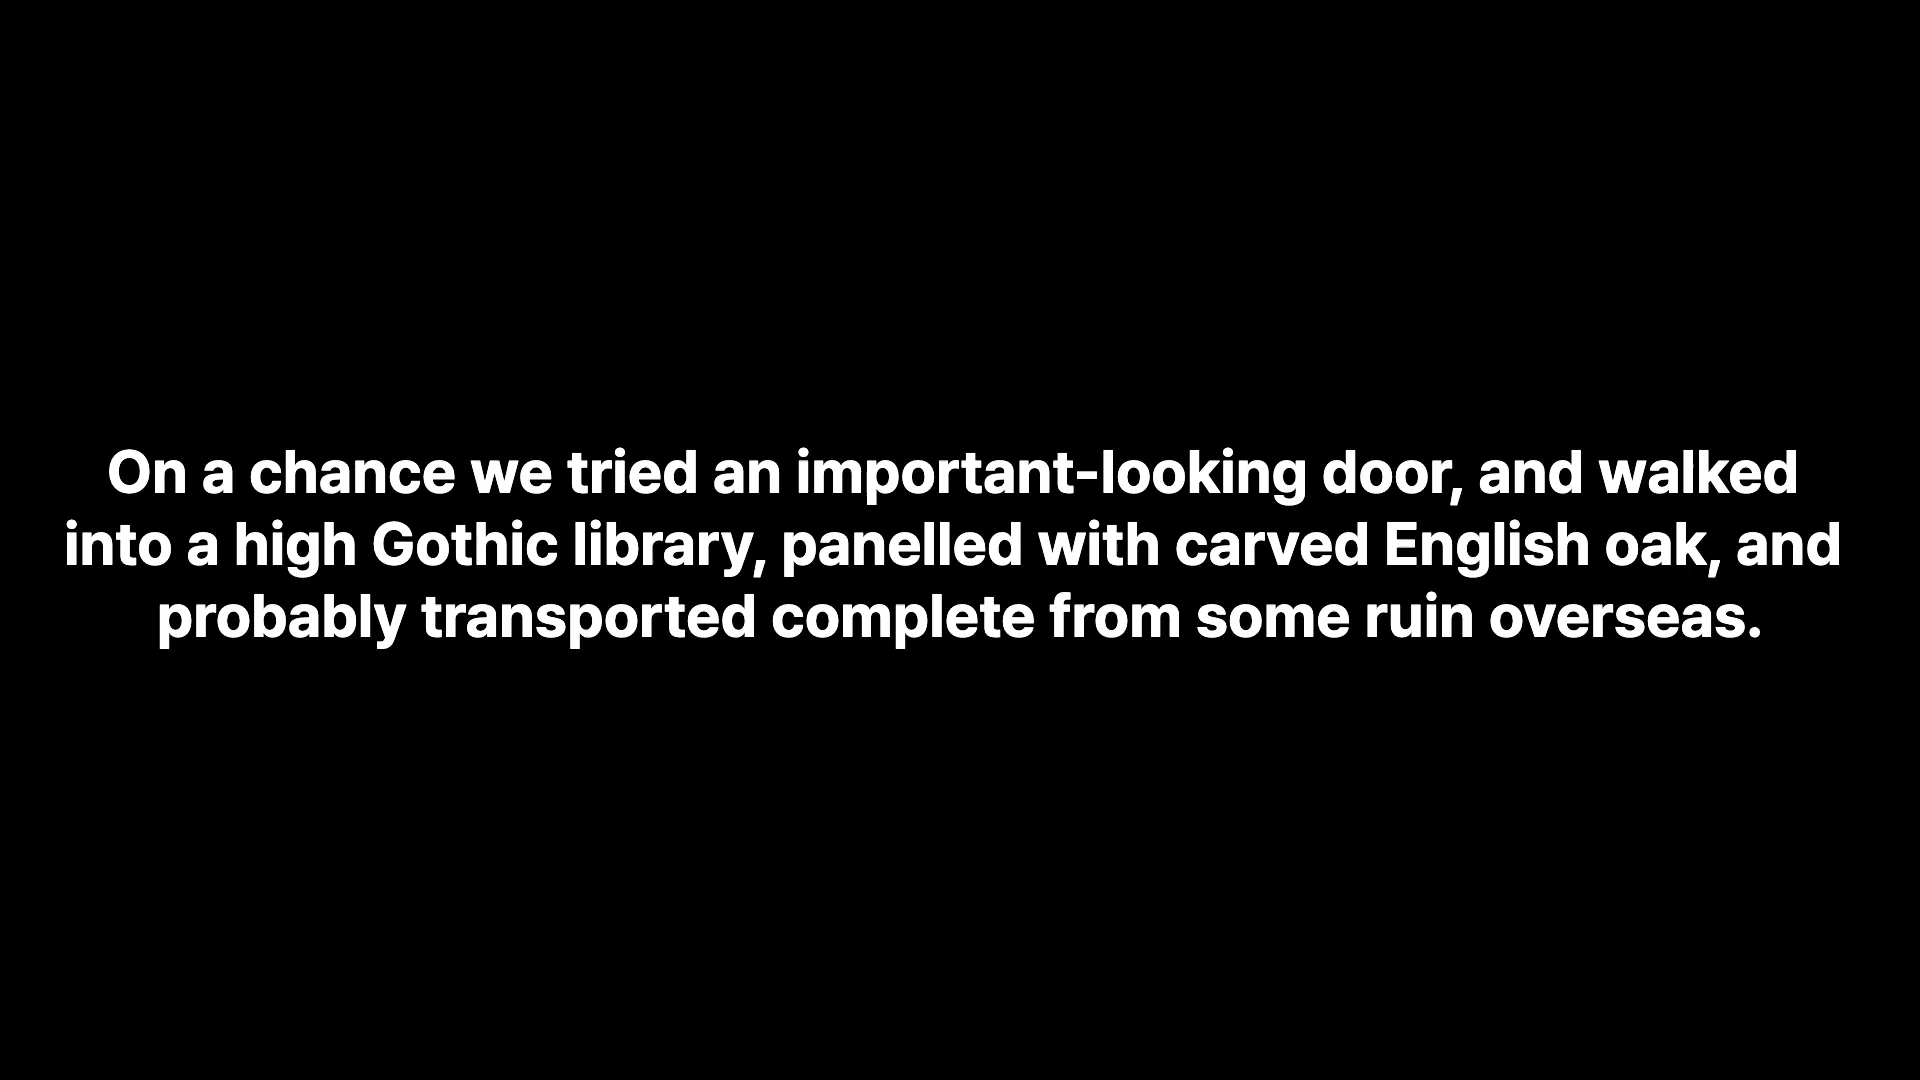 On a chance we tried an important-looking door, and walked
into a high Gothic library, panelled with carved English oak, and
probably transported complete from some ruin overseas.